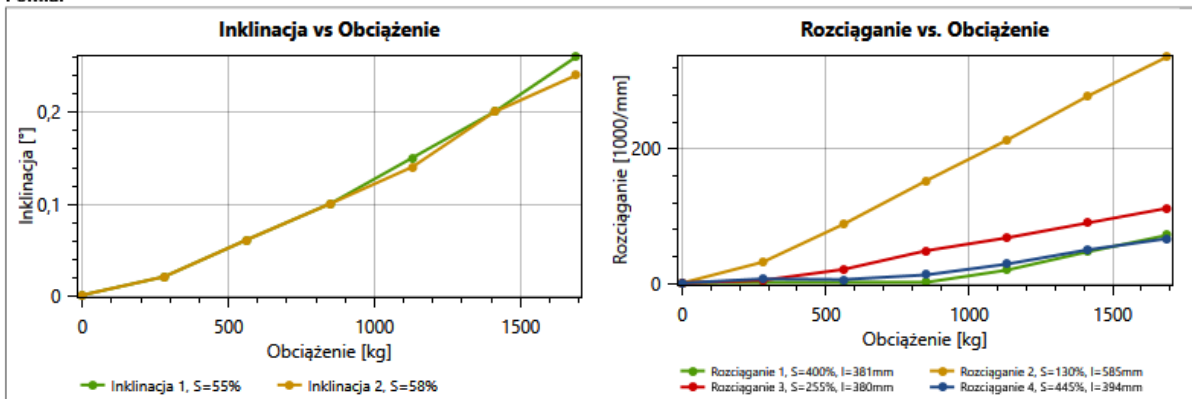 Inklinacja vs Obciążenie
Inklinacja [°]
0,2
0,1
0
0 500 1000 1500
Obciążenie [kg]
Inklinacja 1, S=55% Inklinacja 2, S=58%
Rozciąganie vs. Obciążenie
Rozciąganie [1000/mm]
200
0
0 500 1000 1500
Obciążenie [kg]
Rozciąganie 1, S=400%, l=381mm Rozciąganie 2, S=130%, l=585mm
Rozciąganie 3, S=255%, l=380mm Rozciąganie 4, S=445%, l=394mm